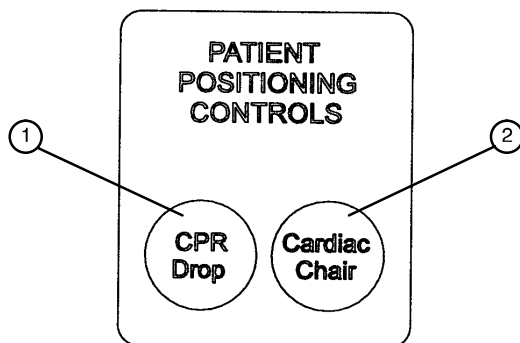 PATIENT
POSITIONING
CONTROLS
1
2
CPR
Drop
Cardiac
Chair